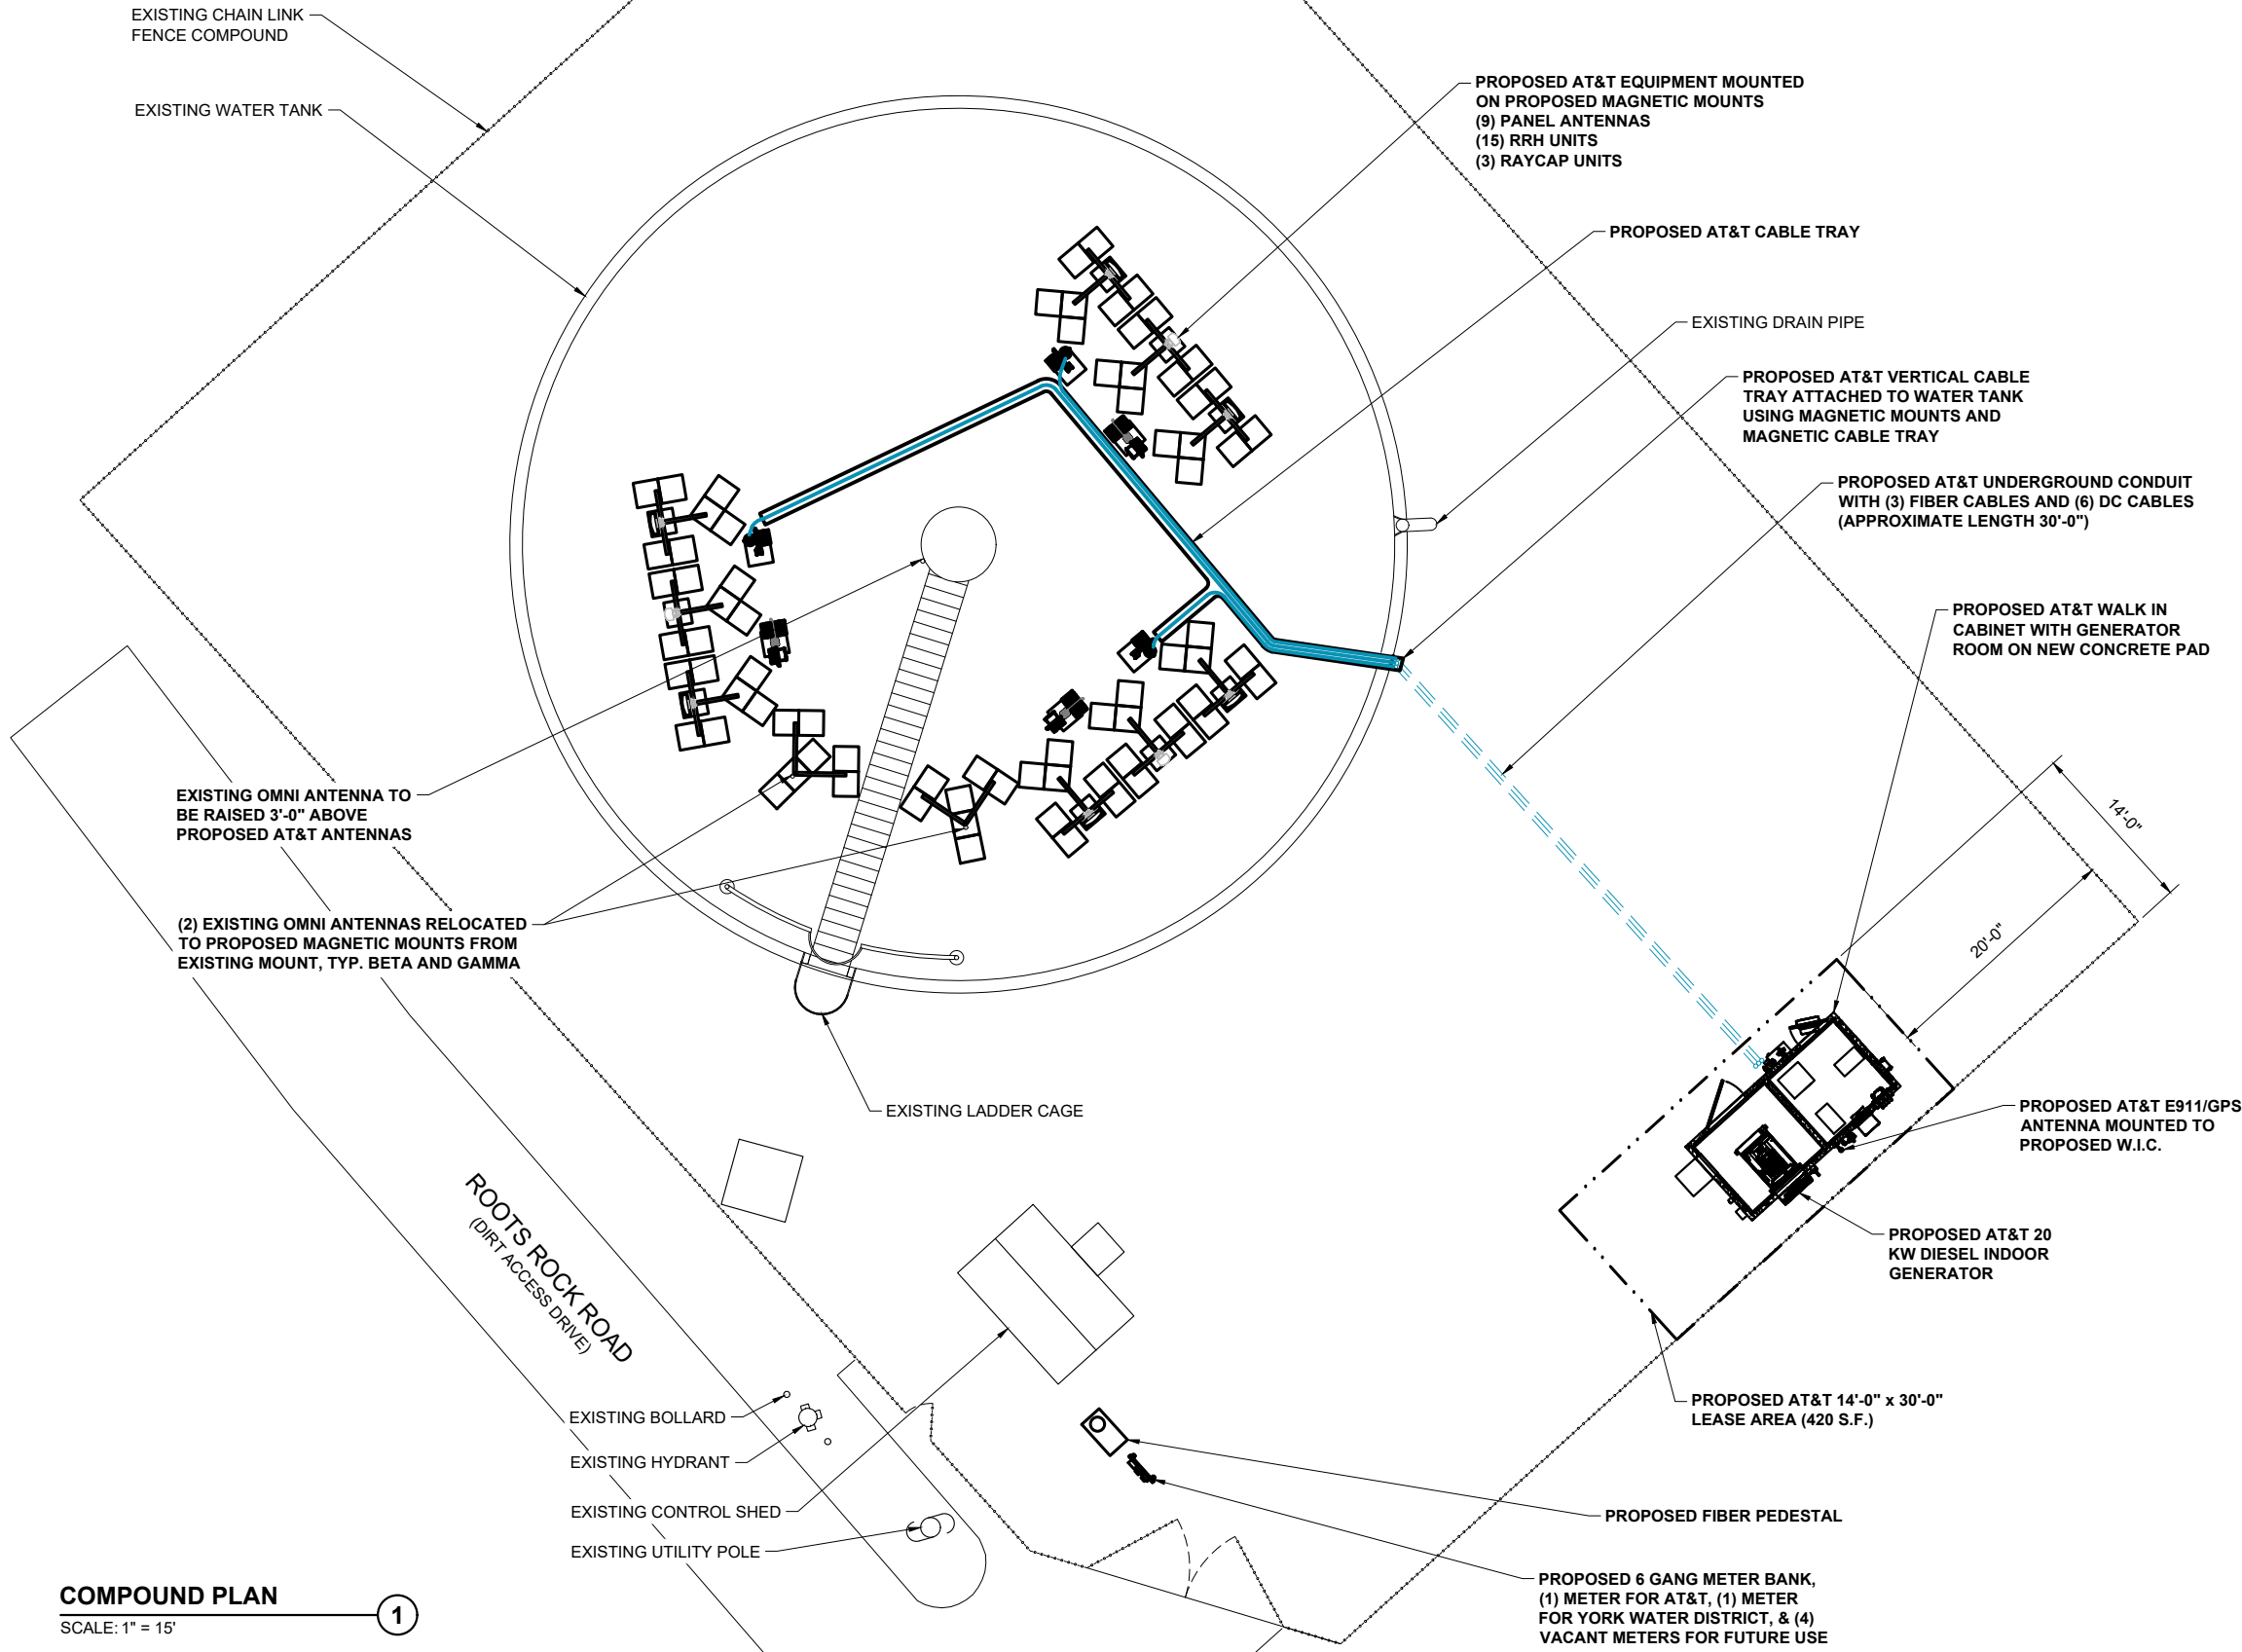 EXISTING CHAIN LINK
FENCE COMPOUND
EXISTING WATER TANK
PROPOSED AT&T EQUIPMENT MOUNTED
ON PROPOSED MAGNETIC MOUNTS
(9) PANEL ANTENNAS
(15) RRH UNITS
(3) RAYCAP UNITS
PROPOSED AT&T CABLE TRAY
EXISTING DRAIN PIPE
PROPOSED AT&T VERTICAL CABLE
TRAY ATTACHED TO WATER TANK
USING MAGNETIC MOUNTS AND
MAGNETIC CABLE TRAY
PROPOSED AT&T UNDERGROUND CONDUIT
WITH (3) FIBER CABLES AND (6) DC CABLES
(APPROXIMATE LENGTH 30'-0")
PROPOSED AT&T WALK IN
CABINET WITH GENERATOR
ROOM ON NEW CONCRETE PAD
14'-0"
20'-0"
EXISTING OMNI ANTENNA TO
BE RAISED 3'-0" ABOVE
PROPOSED AT&T ANTENNAS
(2) EXISTING OMNI ANTENNAS RELOCATED
TO PROPOSED MAGNETIC MOUNTS FROM
EXISTING MOUNT, TYP. BETA AND GAMMA
EXISTING LADDER CAGE
PROPOSED AT&T E911/GPS
ANTENNA MOUNTED TO
PROPOSED W.I.C.
ROOTS ROCK ROAD
(DIRT ACCESS DRIVE)
PROPOSED AT&T 20
KW DIESEL INDOOR
GENERATOR
PROPOSED AT&T 14'-0" x 30'-0"
LEASE AREA (420 S.F.)
EXISTING BOLLARD
EXISTING HYDRANT
EXISTING CONTROL SHED
EXISTING UTILITY POLE
PROPOSED FIBER PEDESTAL
PROPOSED 6 GANG METER BANK,
(1) METER FOR AT&T, (1) METER
FOR YORK WATER DISTRICT, & (4)
VACANT METERS FOR FUTURE USE
COMPOUND PLAN
SCALE: 1" = 15'
1